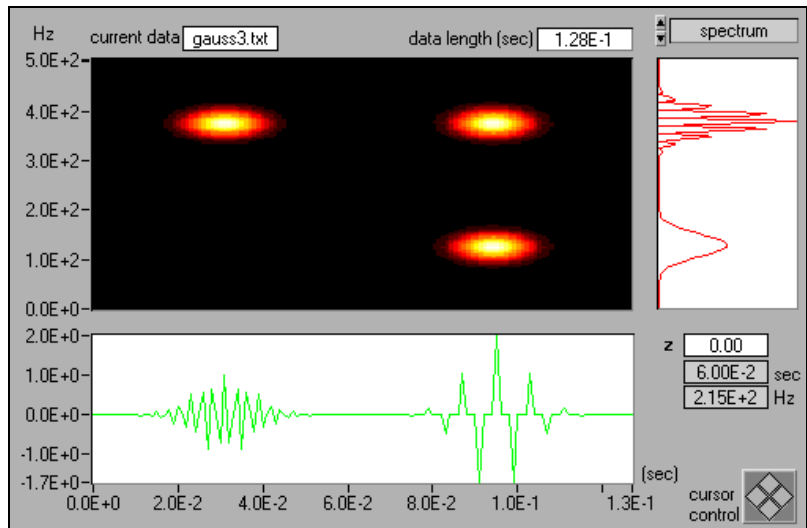 Hz current data gauss3.txt data length (sec) 1.28E-1 spectrum
5.0E+2
4.0E+2
3.0E+2
2.0E+2
1.0E+2
0.0E+0
2.0E+0
1.0E+0
0.0E+0
-1.0E+0
-1.7E+0
0.0E+0 2.0E-2 4.0E-2 6.0E-2 8.0E-2 1.0E-1 1.3E-1
(sec)
z 0.00
6.00E-2 sec
2.15E+2 Hz
cursor
control